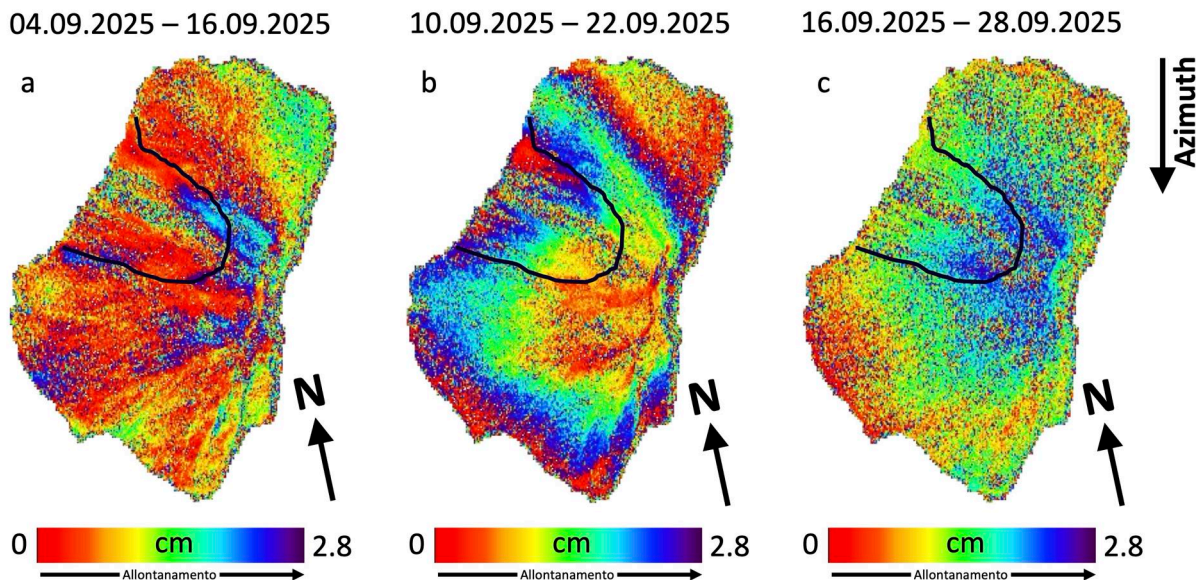 04.09.2025 – 16.09.2025
10.09.2025 – 22.09.2025
16.09.2025 – 28.09.2025
a
b
c
Azimuth
N
N
N
0 cm 2.8
0 cm 2.8
0 cm 2.8
Allontanamento
Allontanamento
Allontanamento